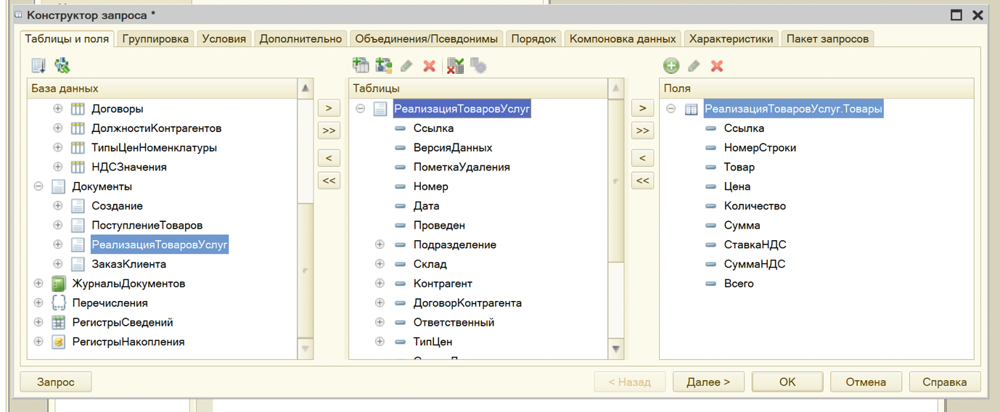 Конструктор запроса *
Таблицы и поля
Группировка
Условия
Дополнительно
Объединения/Псевдонимы
Порядок
Компоновка данных
Характеристики
Пакет запросов
База данных
Договоры
ДолжностиКонтрагентов
ТипыЦенНоменклатуры
НДСЗначения
Документы
Создание
ПоступлениеТоваров
РеализацияТоваровУслуг
ЗаказКлиента
ЖурналыДокументов
Перечисления
РегистрыСведений
РегистрыНакопления
>
>>
<
<<
Таблицы
РеализацияТоваровУслуг
Ссылка
ВерсияДанных
ПометкаУдаления
Номер
Дата
Проведен
Подразделение
Склад
Контрагент
ДоговорКонтрагента
Ответственный
ТипЦен
>
>>
<
<<
Поля
РеализацияТоваровУслуг.Товары
Ссылка
НомерСтроки
Товар
Цена
Количество
Сумма
СтавкаНДС
СуммаНДС
Всего
Запрос
< Назад
Далее >
ОК
Отмена
Справка